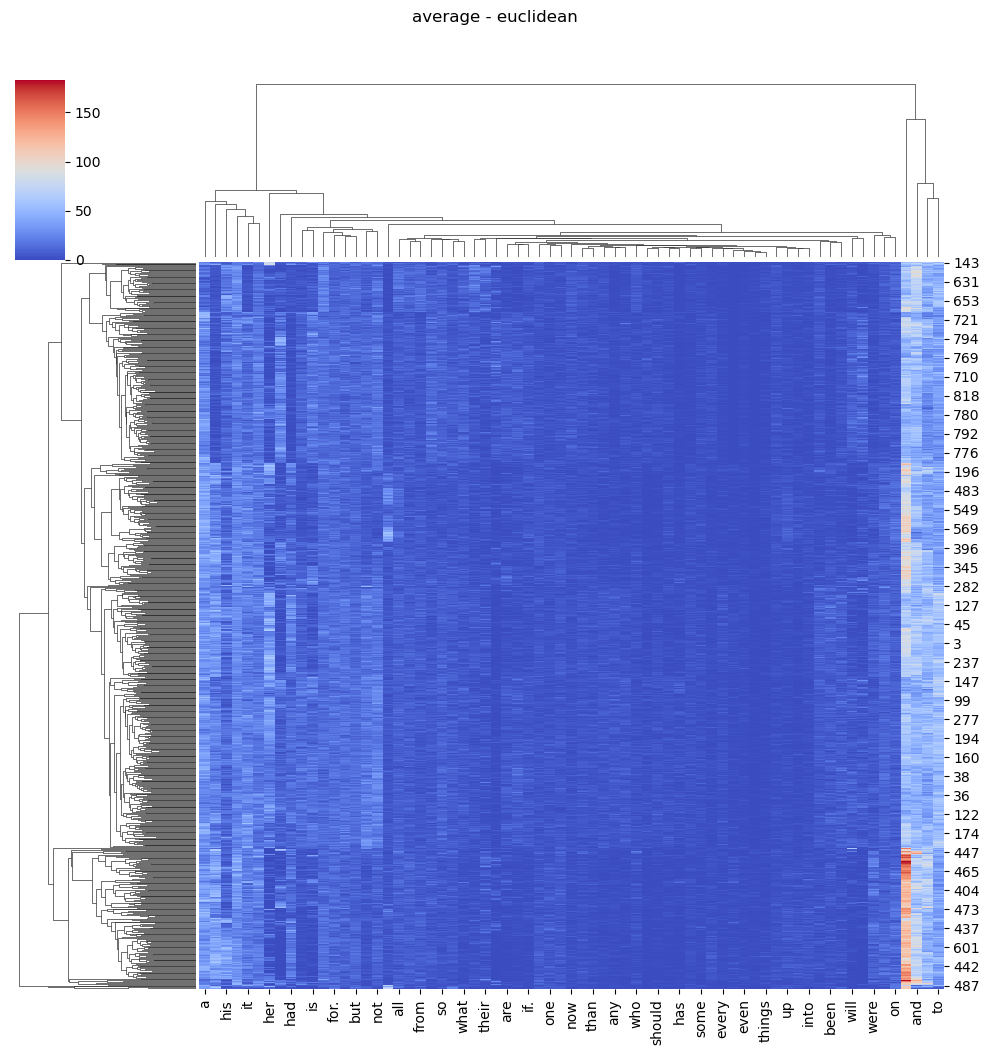 average - euclidean
150
100
50
0
143
631
653
721
794
769
710
818
780
792
776
196
483
549
569
396
345
282
127
45
3
237
147
99
277
194
160
38
36
122
174
447
465
404
473
437
601
442
487
a
his
it
her
had
is
for.
but
not
all
from
so
what
their
are
if.
one
now
than
any
who
should
has
some
every
even
things
up
into
been
will
were
on
and
to